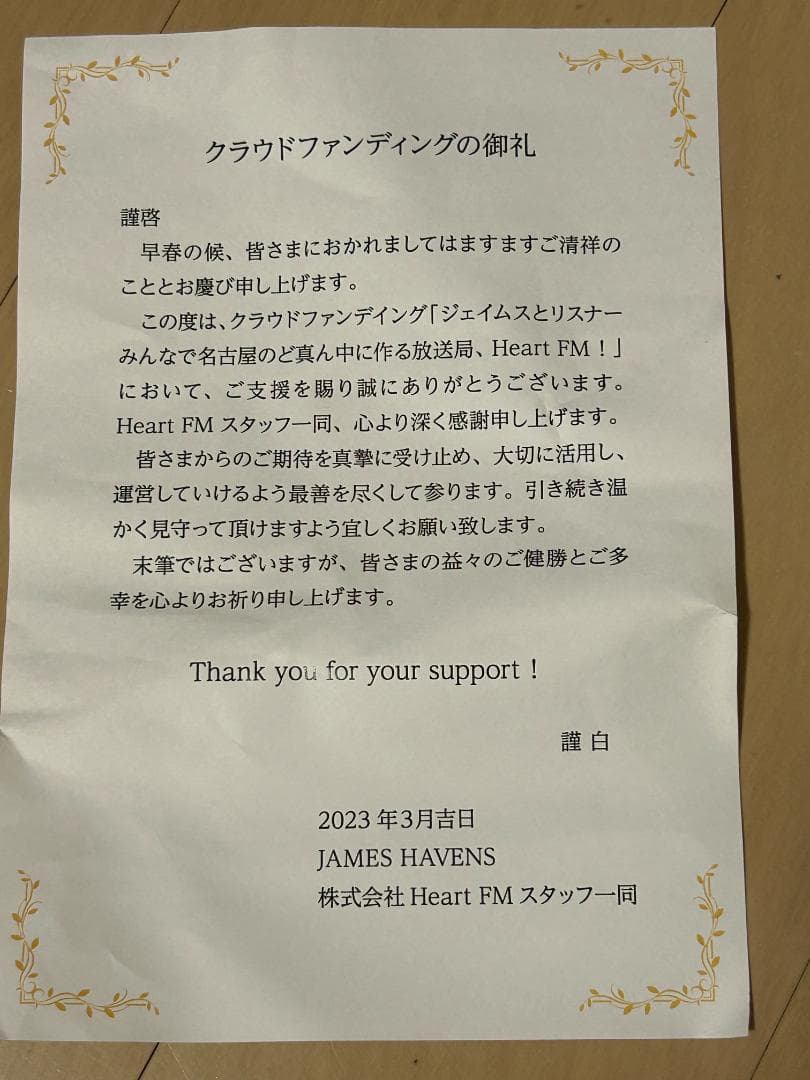 クラウドファンディングの御礼
謹啓
早春の候、皆さまにおかれましてはますますご清祥の
こととお慶び申し上げます。
この度は、クラウドファンデイング「ジェイムスとリスナー
みんなで名古屋のど真ん中に作る放送局、Heart FM！」
において、ご支援を賜り誠にありがとうございます。
Heart FM スタッフ一同、心より深く感謝申し上げます。
皆さまからのご期待を真摯に受け止め、大切に活用し、
運営していけるよう最善を尽くして参ります。引き続き温
かく見守って頂けますよう宜しくお願い致します。
末筆ではございますが、皆さまの益々のご健勝とご多
幸を心よりお祈り申し上げます。
Thank you for your support！
謹 白
2023 年3月吉日
JAMES HAVENS
株式会社 Heart FM スタッフ一同